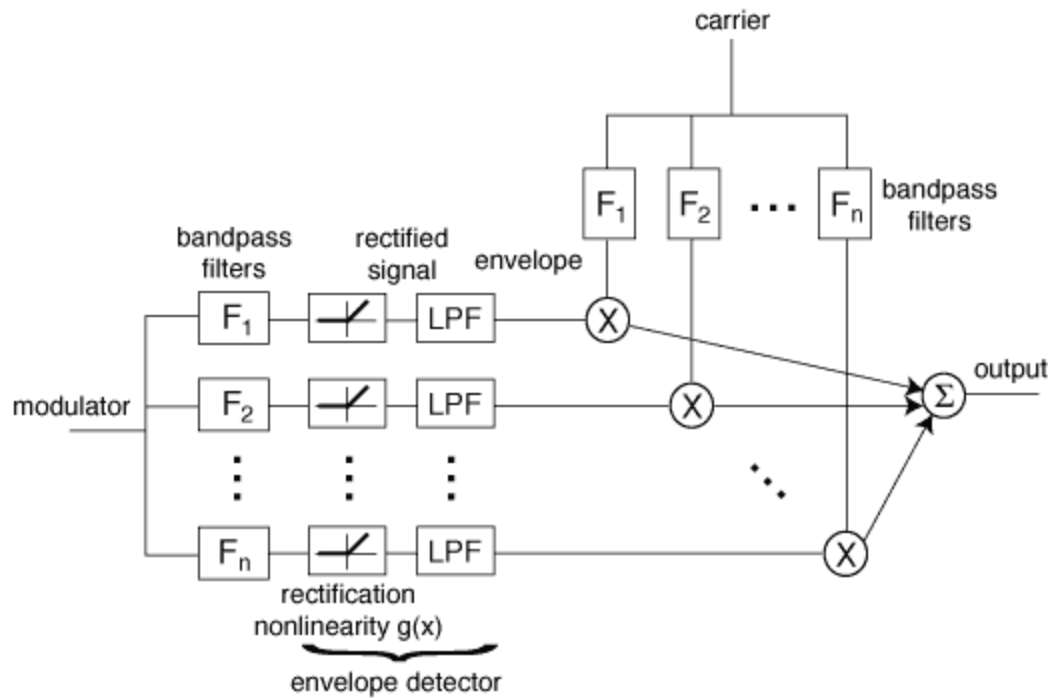 carrier
F1 F2 ... Fn
bandpass
filters
bandpass
filters
rectified
signal
envelope
F1 LPF X
output
modulator
F2 LPF X Σ
Fn LPF X
rectification
nonlinearity g(x)
envelope detector